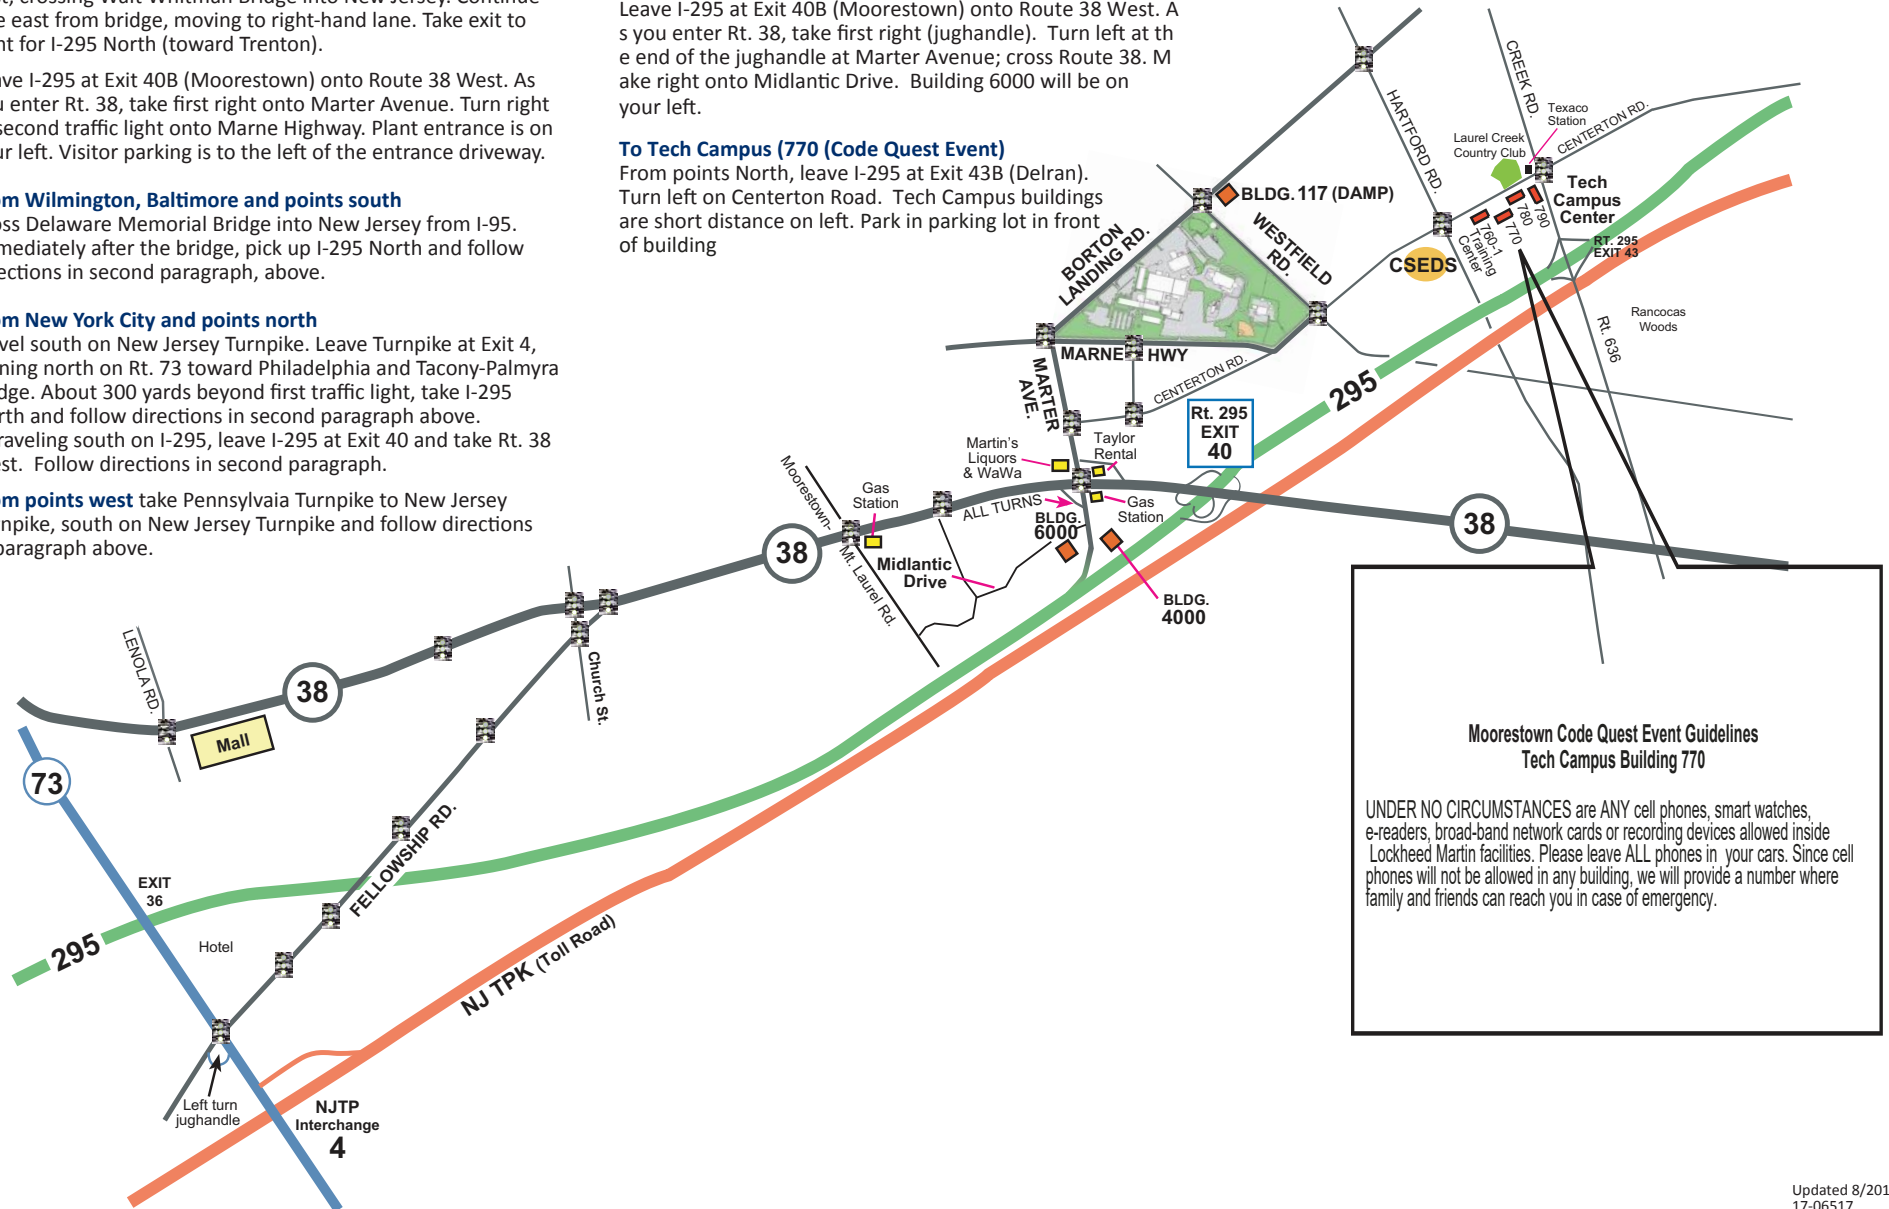 st, crossing Walt Whitman Bridge into New Jersey. Continue
e east from bridge, moving to right-hand lane. Take exit to
ht for I-295 North (toward Trenton).
ave I-295 at Exit 40B (Moorestown) onto Route 38 West. As
u enter Rt. 38, take first right onto Marter Avenue. Turn right
second traffic light onto Marne Highway. Plant entrance is on
ur left. Visitor parking is to the left of the entrance driveway.
om Wilmington, Baltimore and points south
oss Delaware Memorial Bridge into New Jersey from I-95.
mediately after the bridge, pick up I-295 North and follow
ections in second paragraph, above.
om New York City and points north
vel south on New Jersey Turnpike. Leave Turnpike at Exit 4,
ning north on Rt. 73 toward Philadelphia and Tacony-Palmyra
dge. About 300 yards beyond first traffic light, take I-295
rth and follow directions in second paragraph above.
raveling south on I-295, leave I-295 at Exit 40 and take Rt. 38
est. Follow directions in second paragraph.
om points west take Pennsylvaia Turnpike to New Jersey
npike, south on New Jersey Turnpike and follow directions
paragraph above.
Leave I-295 at Exit 40B (Moorestown) onto Route 38 West. A
s you enter Rt. 38, take first right (jughandle). Turn left at th
e end of the jughandle at Marter Avenue; cross Route 38. M
ake right onto Midlantic Drive. Building 6000 will be on
your left.
To Tech Campus (770 (Code Quest Event)
From points North, leave I-295 at Exit 43B (Delran).
Turn left on Centerton Road. Tech Campus buildings
are short distance on left. Park in parking lot in front
of building
HARTFORD RD.
CREEK RD.
Texaco
Station
CENTERTON RD.
Laurel Creek
Country Club
Tech
Campus
Center
790
780
770
760-1
Training
Center
RT. 295
EXIT 43
CSEDS
BLDG. 117 (DAMP)
WESTFIELD
RD.
BORTON
LANDING RD.
Rancocas
Woods
Rt. 636
MARNE HWY
MARTER
AVE.
CENTERTON RD.
295
Rt. 295
EXIT
40
Martin's
Liquors
& WaWa
Taylor
Rental
Gas
Station
ALL TURNS
Gas
Station
BLDG.
6000
38
38
Moorestown-
Mt. Laurel Rd.
Midlantic
Drive
BLDG.
4000
LENOLA RD.
38
Church St.
Mall
73
FELLOWSHIP RD.
EXIT
36
295
Hotel
NJ TPK (Toll Road)
Left turn
jughandle
NJTP
Interchange
4
Moorestown Code Quest Event Guidelines
Tech Campus Building 770
UNDER NO CIRCUMSTANCES are ANY cell phones, smart watches,
e-readers, broad-band network cards or recording devices allowed inside
Lockheed Martin facilities. Please leave ALL phones in your cars. Since cell
phones will not be allowed in any building, we will provide a number where
family and friends can reach you in case of emergency.
Updated 8/201
17-06517